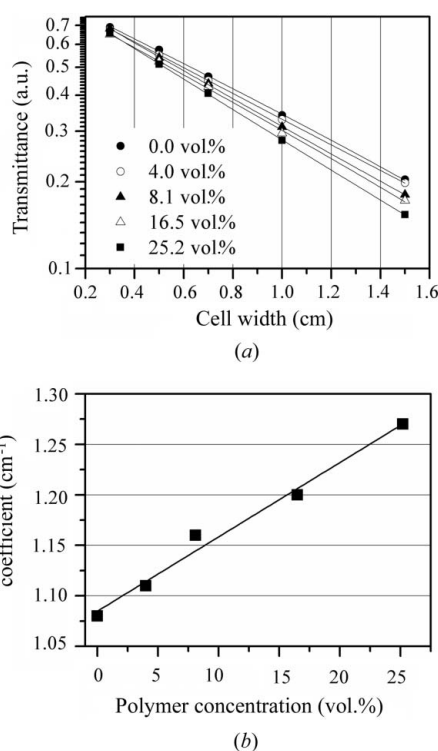 0.7
0.6
0.5
0.4
0.3
0.2
0.1
Transmittance (a.u.)
0.0 vol.%
4.0 vol.%
8.1 vol.%
16.5 vol.%
25.2 vol.%
0.2 0.4 0.6 0.8 1.0 1.2 1.4 1.6
Cell width (cm)
(a)
1.30
1.25
1.20
1.15
1.10
1.05
coefficient (cm⁻¹)
0 5 10 15 20 25
Polymer concentration (vol.%)
(b)